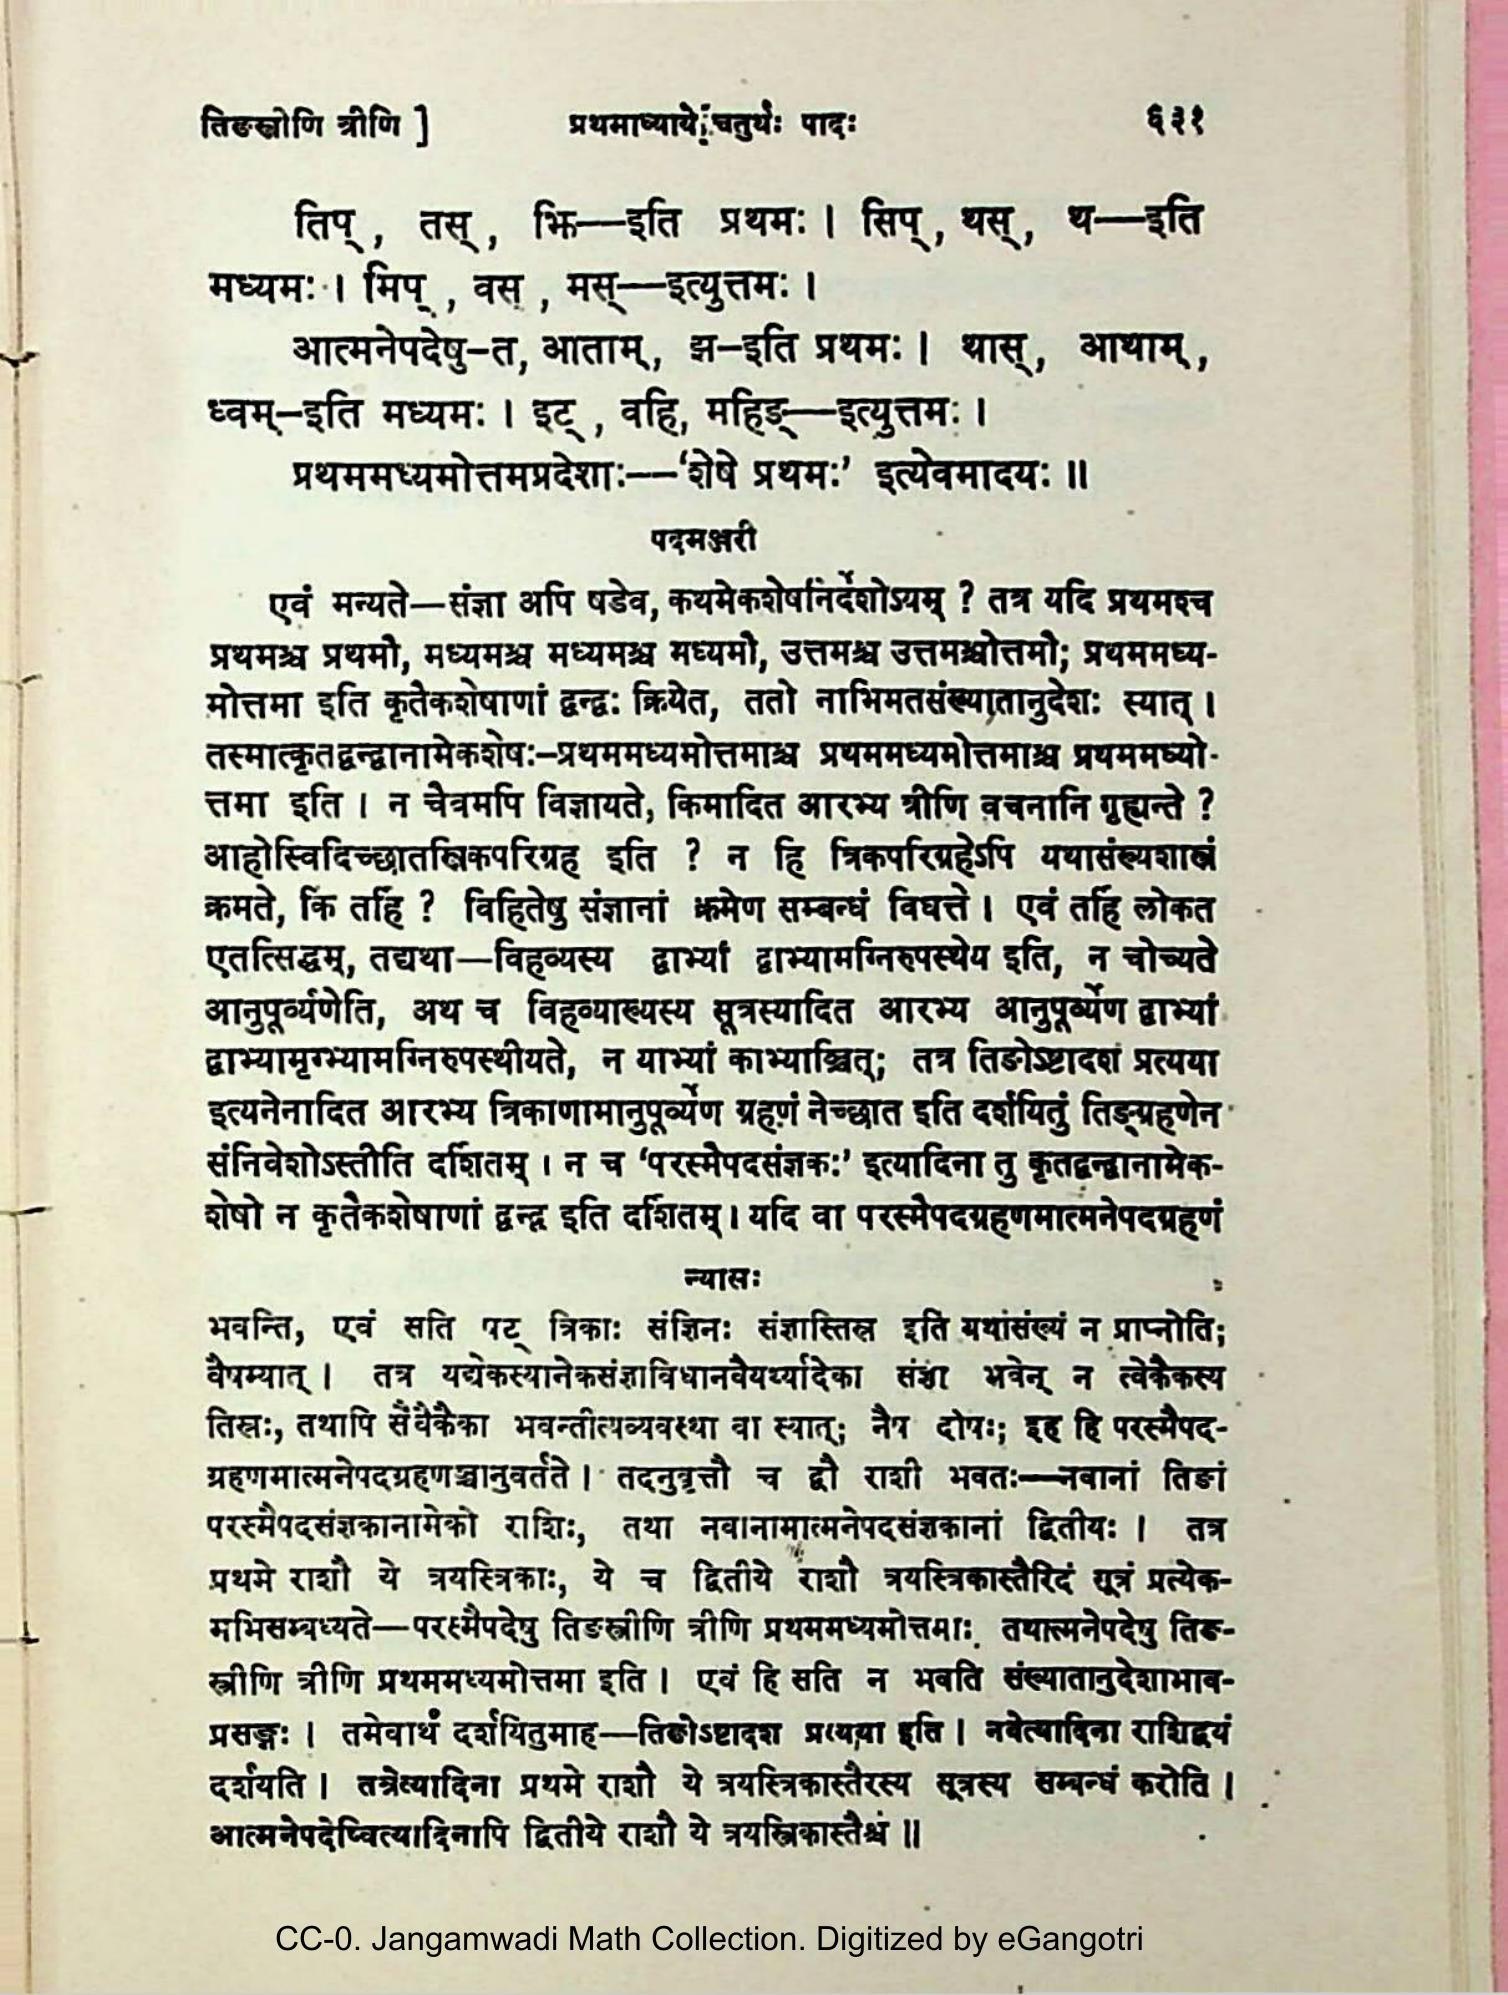 तिङस्त्रीणि त्रीणि ] प्रथमाध्याये चतुर्थः पादः ६३१
तिप्, तस्, झि—इति प्रथमः । सिप्, थस्, थ—इति
मध्यमः । मिप्, वस्, मस्—इत्युत्तमः ।
आत्मनेपदेषु–त, आताम्, झ–इति प्रथमः । थास्, आथाम्,
ध्वम्–इति मध्यमः । इट्, वहि, महिङ्—इत्युत्तमः ।
प्रथममध्यमोत्तमप्रदेशाः—‘शेषे प्रथमः’ इत्येवमादयः ॥
पदमञ्जरी
एवं मन्यते—संज्ञा अपि षडेव, कथमेकशेषनिर्देशोऽयम् ? तत्र यदि प्रथमश्च
प्रथमश्च प्रथमौ, मध्यमश्च मध्यमश्च मध्यमौ, उत्तमश्च उत्तमश्चोत्तमौ; प्रथममध्य-
मोत्तमा इति कृतैकशेषाणां द्वन्द्वः क्रियेत, ततो नाभिमतसंख्यातानुदेशः स्यात् ।
तस्मात्कृतद्वन्द्वानामेकशेषः–प्रथममध्यमोत्तमाश्च प्रथममध्यमोत्तमाश्च प्रथममध्यो-
त्तमा इति । न चैवमपि विज्ञायते, किमादित आरभ्य त्रीणि वचनानि गृह्यन्ते ?
आहोस्विदिच्छातस्त्रिकपरिग्रह इति ? न हि त्रिकपरिग्रहेऽपि यथासंख्यशास्त्रं
क्रमते, किं तर्हि ? विहितेषु संज्ञानां क्रमेण सम्बन्धं विधत्ते । एवं तर्हि लोकत
एतत्सिद्धम्, तद्यथा—विहव्यस्य द्वाभ्यां द्वाभ्यामग्निरुपस्थेय इति, न चोच्यते
आनुपूर्व्यणेति, अथ च विहव्याख्यस्य सूत्रस्यादित आरभ्य आनुपूर्व्येण द्वाभ्यां
द्वाभ्यामृग्भ्यामग्निरुपस्थीयते, न याभ्यां काभ्याञ्चित्; तत्र तिङोऽष्टादश प्रत्यया
इत्यनेनादित आरभ्य त्रिकाणामानुपूर्व्येण ग्रहणं नेच्छात इति दर्शयितुं तिङ्ग्रहणेन
संनिवेशोऽस्तीति दर्शितम् । न च ‘परस्मैपदसंज्ञकः’ इत्यादिना तु कृतद्वन्द्वानामेक-
शेषो न कृतैकशेषाणां द्वन्द्व इति दर्शितम् । यदि वा परस्मैपदग्रहणमात्मनेपदग्रहणं
न्यासः
भवन्ति, एवं सति षट् त्रिकाः संज्ञिनः संज्ञास्तिस्र इति यथासंख्यं न प्राप्नोति;
वैषम्यात् । तत्र यद्येकस्यानेकसंज्ञाविधानवैयर्थ्यादेका संज्ञा भवेन् न त्वेकैकस्य
तिस्रः, तथापि सैवैकैका भवन्तीत्यव्यवस्था वा स्यात्; नैष दोषः; इह हि परस्मैपद-
ग्रहणमात्मनेपदग्रहणञ्चानुवर्तते । तदनुवृत्तौ च द्वौ राशी भवतः—नवानां तिङां
परस्मैपदसंज्ञकानामेको राशिः, तथा नवानामात्मनेपदसंज्ञकानां द्वितीयः । तत्र
प्रथमे राशौ ये त्रयस्त्रिकाः, ये च द्वितीये राशौ त्रयस्त्रिकास्तैरिदं सूत्रं प्रत्येक-
मभिसम्बध्यते—परस्मैपदेषु तिङस्त्रीणि त्रीणि प्रथममध्यमोत्तमाः, तथात्मनेपदेषु तिङ-
स्त्रीणि त्रीणि प्रथममध्यमोत्तमा इति । एवं हि सति न भवति संख्यातानुदेशाभाव-
प्रसङ्गः । तमेवार्थं दर्शयितुमाह—तिङोऽष्टादश प्रत्यया इति । नवेत्यादिना राशिद्वयं
दर्शयति । तत्रेत्यादिना प्रथमे राशौ ये त्रयस्त्रिकास्तैरस्य सूत्रस्य सम्बन्धं करोति ।
आत्मनेपदेष्वित्यादिनापि द्वितीये राशौ ये त्रयस्त्रिकास्तैश्चं ॥
CC-0. Jangamwadi Math Collection. Digitized by eGangotri